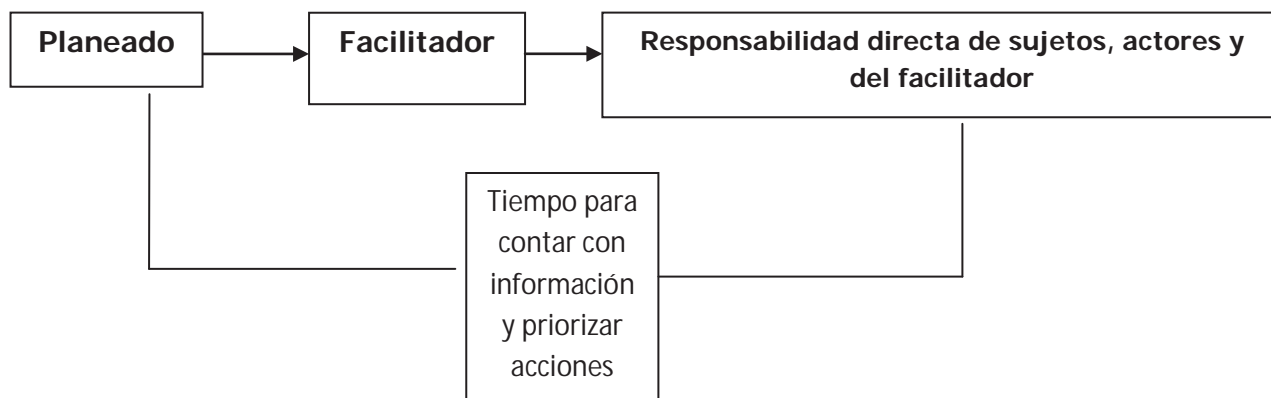 Planeado
Facilitador
Responsabilidad directa de sujetos, actores y
del facilitador
Tiempo para
contar con
información
y priorizar
acciones